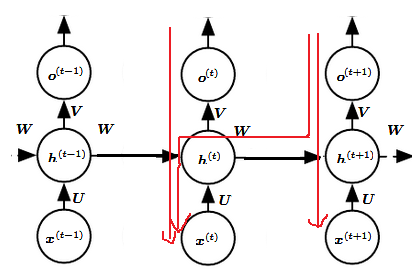 o^(t−1) o^(t) o^(t+1)
V V V
W W W W
h^(t−1) h^(t) h^(t+1)
U U U
x^(t−1) x^(t) x^(t+1)